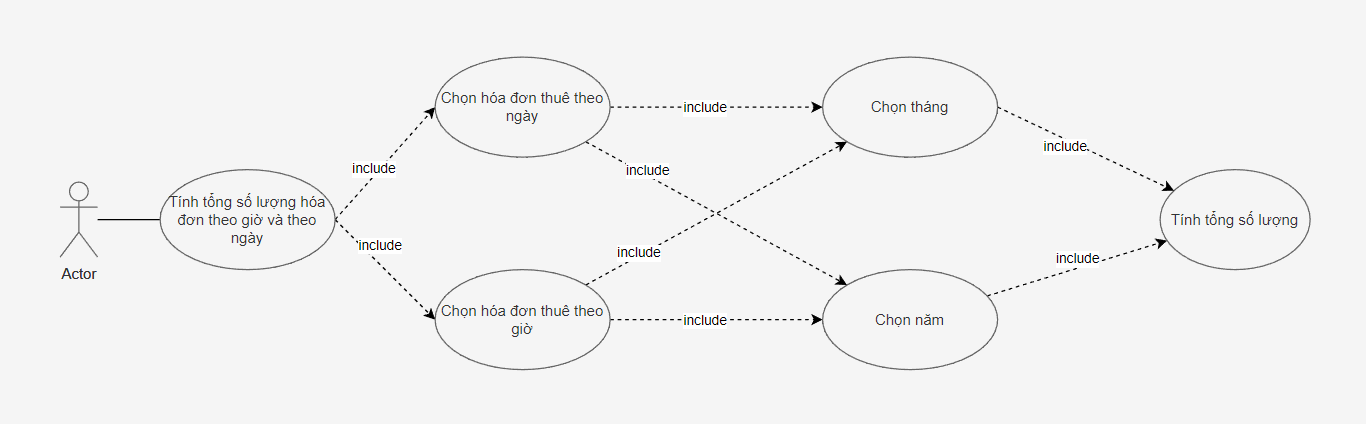 Actor
Tính tổng số lượng hóa
đơn theo giờ và theo
ngày
include
include
Chọn hóa đơn thuê theo
ngày
Chọn hóa đơn thuê theo
giờ
include
include
include
include
Chọn tháng
Chọn năm
include
include
Tính tổng số lượng